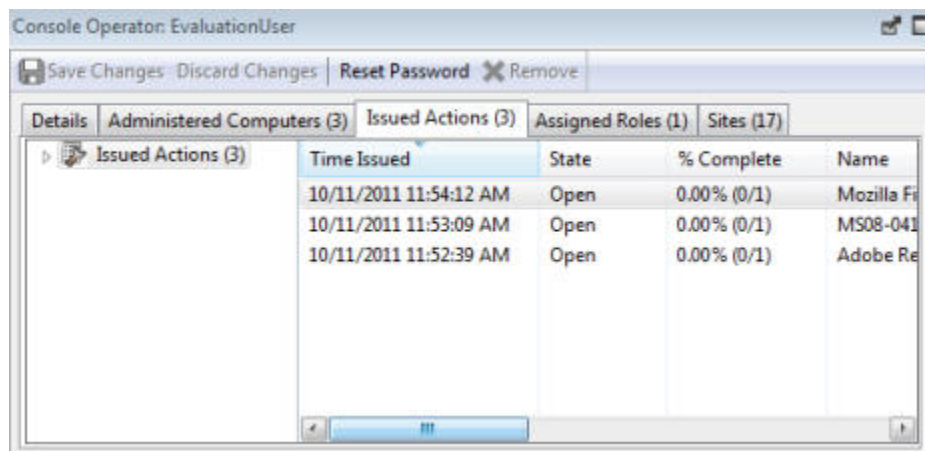 Console Operator: EvaluationUser
Save Changes Discard Changes Reset Password Remove
Details Administered Computers (3) Issued Actions (3) Assigned Roles (1) Sites (17)
Issued Actions (3)
Time Issued State % Complete Name
10/11/2011 11:54:12 AM Open 0.00% (0/1) Mozilla Fi
10/11/2011 11:53:09 AM Open 0.00% (0/1) MS08-041
10/11/2011 11:52:39 AM Open 0.00% (0/1) Adobe Re